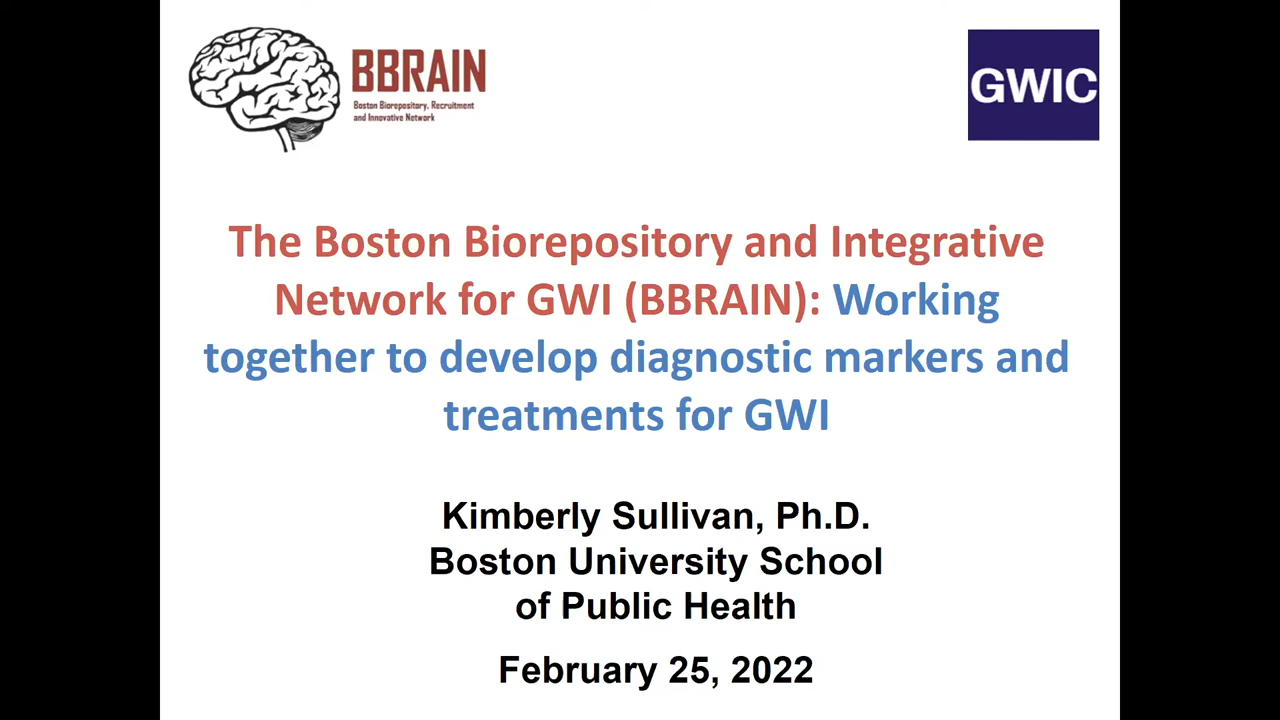 BBRAIN
Boston Biorepository, Recruitment
and Innovative Network
GWIC
The Boston Biorepository and Integrative
Network for GWI (BBRAIN): Working
together to develop diagnostic markers and
treatments for GWI
Kimberly Sullivan, Ph.D.
Boston University School
of Public Health
February 25, 2022